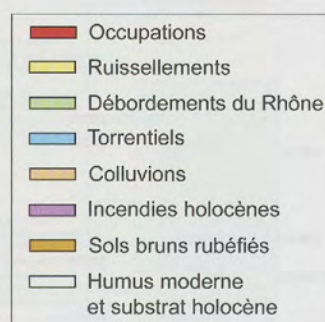 Occupations
Ruissellements
Débordements du Rhône
Torrentiels
Colluvions
Incendies holocènes
Sols bruns rubéfiés
Humus moderne
et substrat holocène